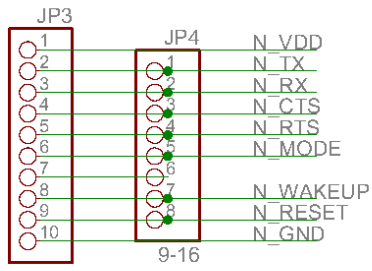 JP3
JP4
1 N_VDD
2 1 N_TX
3 2 N_RX
4 3 N_CTS
5 4 N_RTS
6 5 N_MODE
7 6
8 7 N_WAKEUP
9 8 N_RESET
10 N_GND
9-16